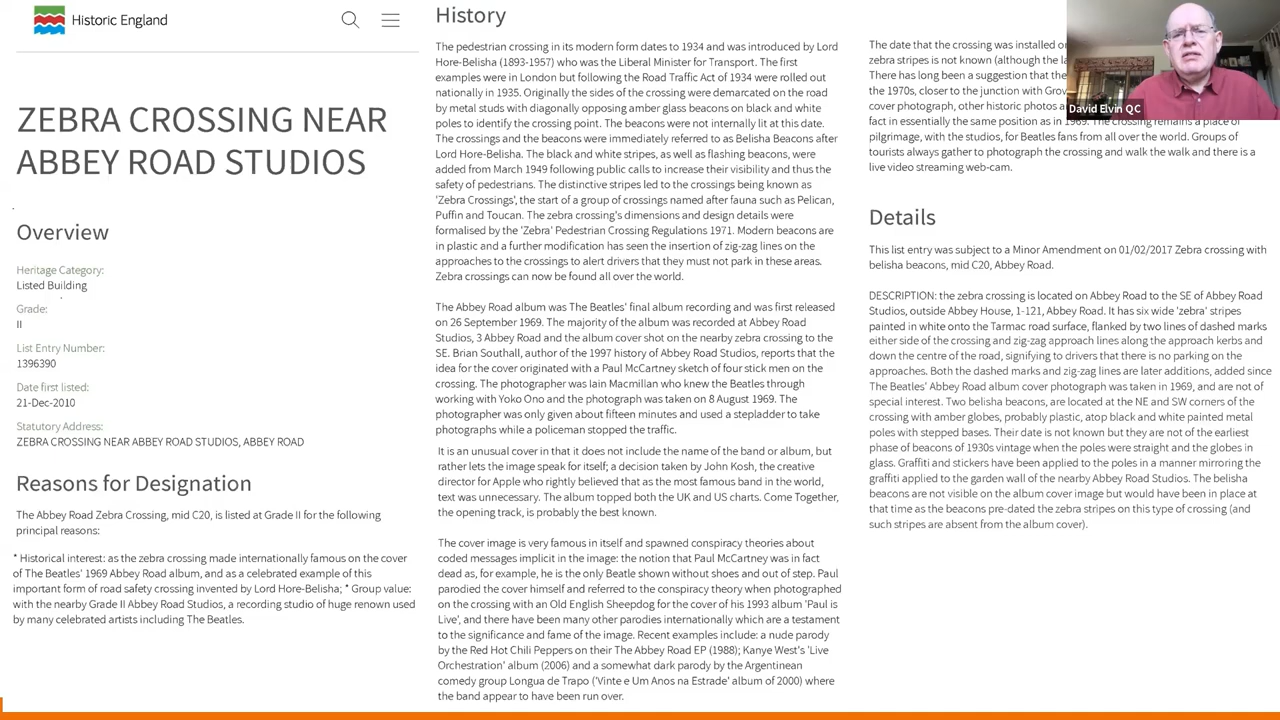 Historic England
ZEBRA CROSSING NEAR
ABBEY ROAD STUDIOS
Overview
Heritage Category:
Listed Building
Grade:
II
List Entry Number:
1396390
Date first listed:
21-Dec-2010
Statutory Address:
ZEBRA CROSSING NEAR ABBEY ROAD STUDIOS, ABBEY ROAD
Reasons for Designation
The Abbey Road Zebra Crossing, mid C20, is listed at Grade II for the following
principal reasons:
* Historical interest: as the zebra crossing made internationally famous on the cover
of The Beatles' 1969 Abbey Road album, and as a celebrated example of this
important form of road safety crossing invented by Lord Hore-Belisha; * Group value:
with the nearby Grade II Abbey Road Studios, a recording studio of huge renown used
by many celebrated artists including The Beatles.
History
The pedestrian crossing in its modern form dates to 1934 and was introduced by Lord
Hore-Belisha (1893-1957) who was the Liberal Minister for Transport. The first
examples were in London but following the Road Traffic Act of 1934 were rolled out
nationally in 1935. Originally the sides of the crossing were demarcated on the road
by metal studs with diagonally opposing amber glass beacons on black and white
poles to identify the crossing point. The beacons were not internally lit at this date.
The crossings and the beacons were immediately referred to as Belisha Beacons after
Lord Hore-Belisha. The black and white stripes, as well as flashing beacons, were
added from March 1949 following public calls to increase their visibility and thus the
safety of pedestrians. The distinctive stripes led to the crossings being known as
'Zebra Crossings', the start of a group of crossings named after fauna such as Pelican,
Puffin and Toucan. The zebra crossing's dimensions and design details were
formalised by the 'Zebra' Pedestrian Crossing Regulations 1971. Modern beacons are
in plastic and a further modification has seen the insertion of zig-zag lines on the
approaches to the crossings to alert drivers that they must not park in these areas.
Zebra crossings can now be found all over the world.
The Abbey Road album was The Beatles' final album recording and was first released
on 26 September 1969. The majority of the album was recorded at Abbey Road
Studios, 3 Abbey Road and the album cover shot on the nearby zebra crossing to the
SE. Brian Southall, author of the 1997 history of Abbey Road Studios, reports that the
idea for the cover originated with a Paul McCartney sketch of four stick men on the
crossing. The photographer was Iain Macmillan who knew the Beatles through
working with Yoko Ono and the photograph was taken on 8 August 1969. The
photographer was only given about fifteen minutes and used a stepladder to take
photographs while a policeman stopped the traffic.
It is an unusual cover in that it does not include the name of the band or album, but
rather lets the image speak for itself; a decision taken by John Kosh, the creative
director for Apple who rightly believed that as the most famous band in the world,
text was unnecessary. The album topped both the UK and US charts. Come Together,
the opening track, is probably the best known.
The cover image is very famous in itself and spawned conspiracy theories about
coded messages implicit in the image: the notion that Paul McCartney was in fact
dead as, for example, he is the only Beatle shown without shoes and out of step. Paul
parodied the cover himself and referred to the conspiracy theory when photographed
on the crossing with an Old English Sheepdog for the cover of his 1993 album 'Paul is
Live', and there have been many other parodies internationally which are a testament
to the significance and fame of the image. Recent examples include: a nude parody
by the Red Hot Chili Peppers on their The Abbey Road EP (1988); Kanye West's 'Live
Orchestration' album (2006) and a somewhat dark parody by the Argentinean
comedy group Longua de Trapo ('Vinte e Um Anos na Estrade' album of 2000) where
the band appear to have been run over.
The date that the crossing was installed
zebra stripes is not known (although the
There has long been a suggestion that the
the 1970s, closer to the junction with
cover photograph, other historic photos
fact in essentially the same position as in 1969. The crossing remains a place of
pilgrimage, with the studios, for Beatles fans from all over the world. Groups of
tourists always gather to photograph the crossing and walk the walk and there is a
live video streaming web-cam.
David Elvin QC
Details
This list entry was subject to a Minor Amendment on 01/02/2017 Zebra crossing with
belisha beacons, mid C20, Abbey Road.
DESCRIPTION: the zebra crossing is located on Abbey Road to the SE of Abbey Road
Studios, outside Abbey House, 1-121, Abbey Road. It has six wide 'zebra' stripes
painted in white onto the Tarmac road surface, flanked by two lines of dashed marks
either side of the crossing and zig-zag approach lines along the approach kerbs and
down the centre of the road, signifying to drivers that there is no parking on the
approaches. Both the dashed marks and zig-zag lines are later additions, added since
The Beatles' Abbey Road album cover photograph was taken in 1969, and are not of
special interest. Two belisha beacons, are located at the NE and SW corners of the
crossing with amber globes, probably plastic, atop black and white painted metal
poles with stepped bases. Their date is not known but they are not of the earliest
phase of beacons of 1930s vintage when the poles were straight and the globes in
glass. Graffiti and stickers have been applied to the poles in a manner mirroring the
graffiti applied to the garden wall of the nearby Abbey Road Studios. The belisha
beacons are not visible on the album cover image but would have been in place at
that time as the beacons pre-dated the zebra stripes on this type of crossing (and
such stripes are absent from the album cover).